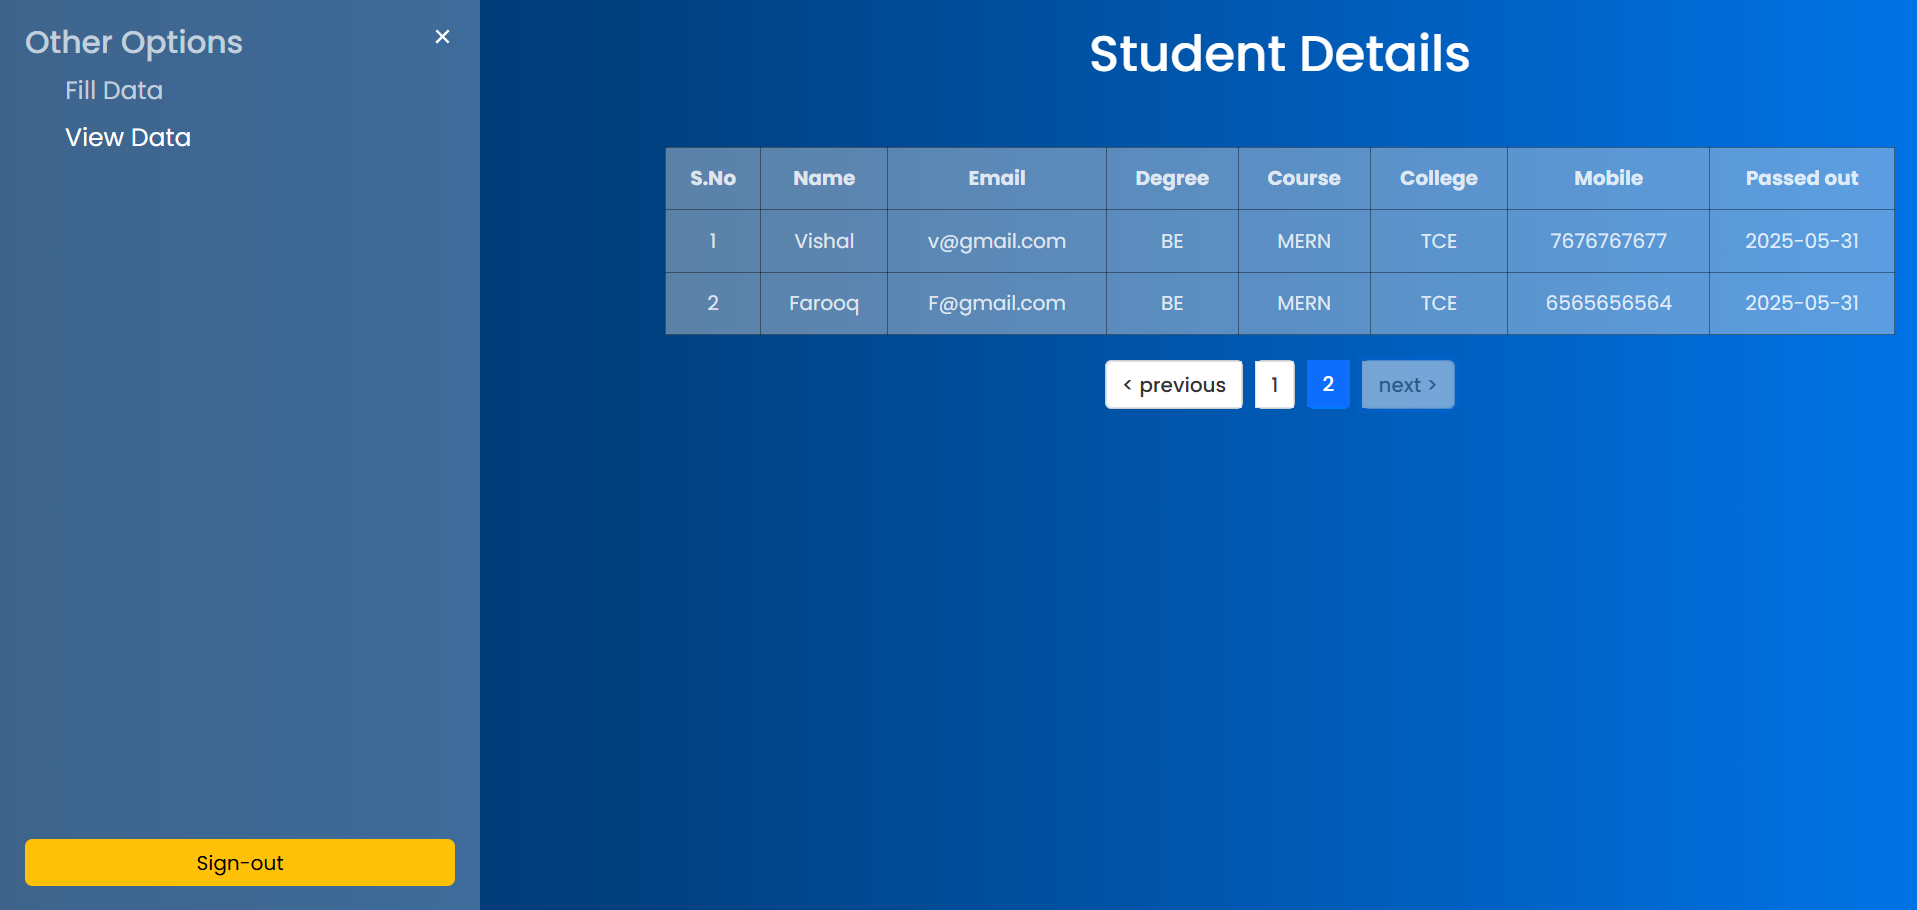 Other Options ×
Fill Data
View Data
Sign-out
Student Details
S.No Name Email Degree Course College Mobile Passed out
1 Vishal v@gmail.com BE MERN TCE 7676767677 2025-05-31
2 Farooq F@gmail.com BE MERN TCE 6565656564 2025-05-31
< previous 1 2 next >